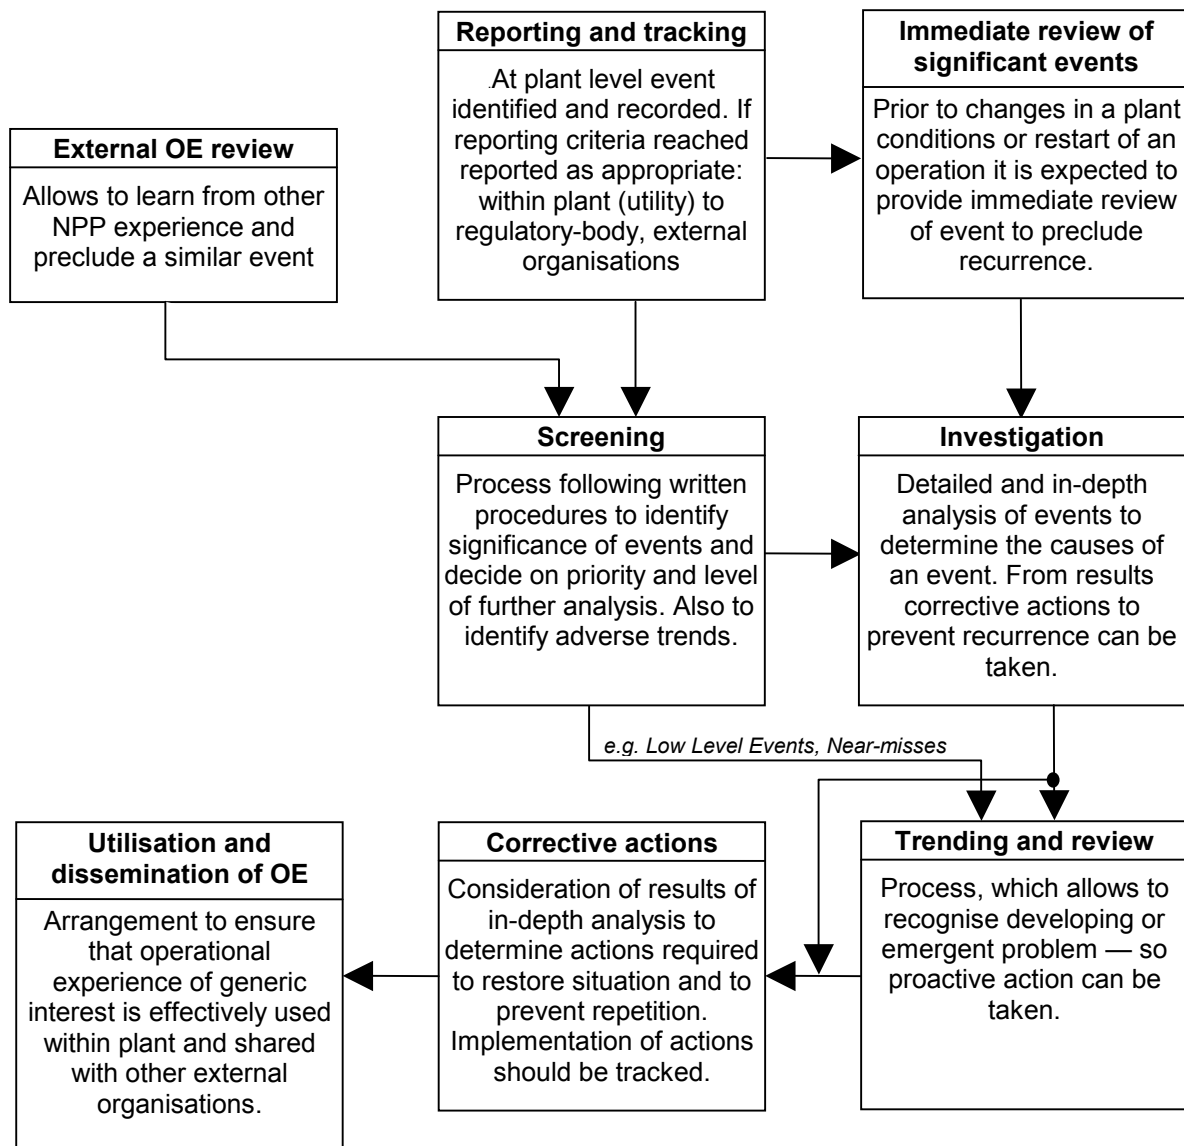 Reporting and tracking
.At plant level event
identified and recorded. If
reporting criteria reached
reported as appropriate:
within plant (utility) to
regulatory-body, external
organisations
Immediate review of
significant events
Prior to changes in a plant
conditions or restart of an
operation it is expected to
provide immediate review
of event to preclude
recurrence.
External OE review
Allows to learn from other
NPP experience and
preclude a similar event
Screening
Process following written
procedures to identify
significance of events and
decide on priority and level
of further analysis. Also to
identify adverse trends.
Investigation
Detailed and in-depth
analysis of events to
determine the causes of
an event. From results
corrective actions to
prevent recurrence can be
taken.
e.g. Low Level Events, Near-misses
Utilisation and
dissemination of OE
Arrangement to ensure
that operational
experience of generic
interest is effectively used
within plant and shared
with other external
organisations.
Corrective actions
Consideration of results of
in-depth analysis to
determine actions required
to restore situation and to
prevent repetition.
Implementation of actions
should be tracked.
Trending and review
Process, which allows to
recognise developing or
emergent problem — so
proactive action can be
taken.